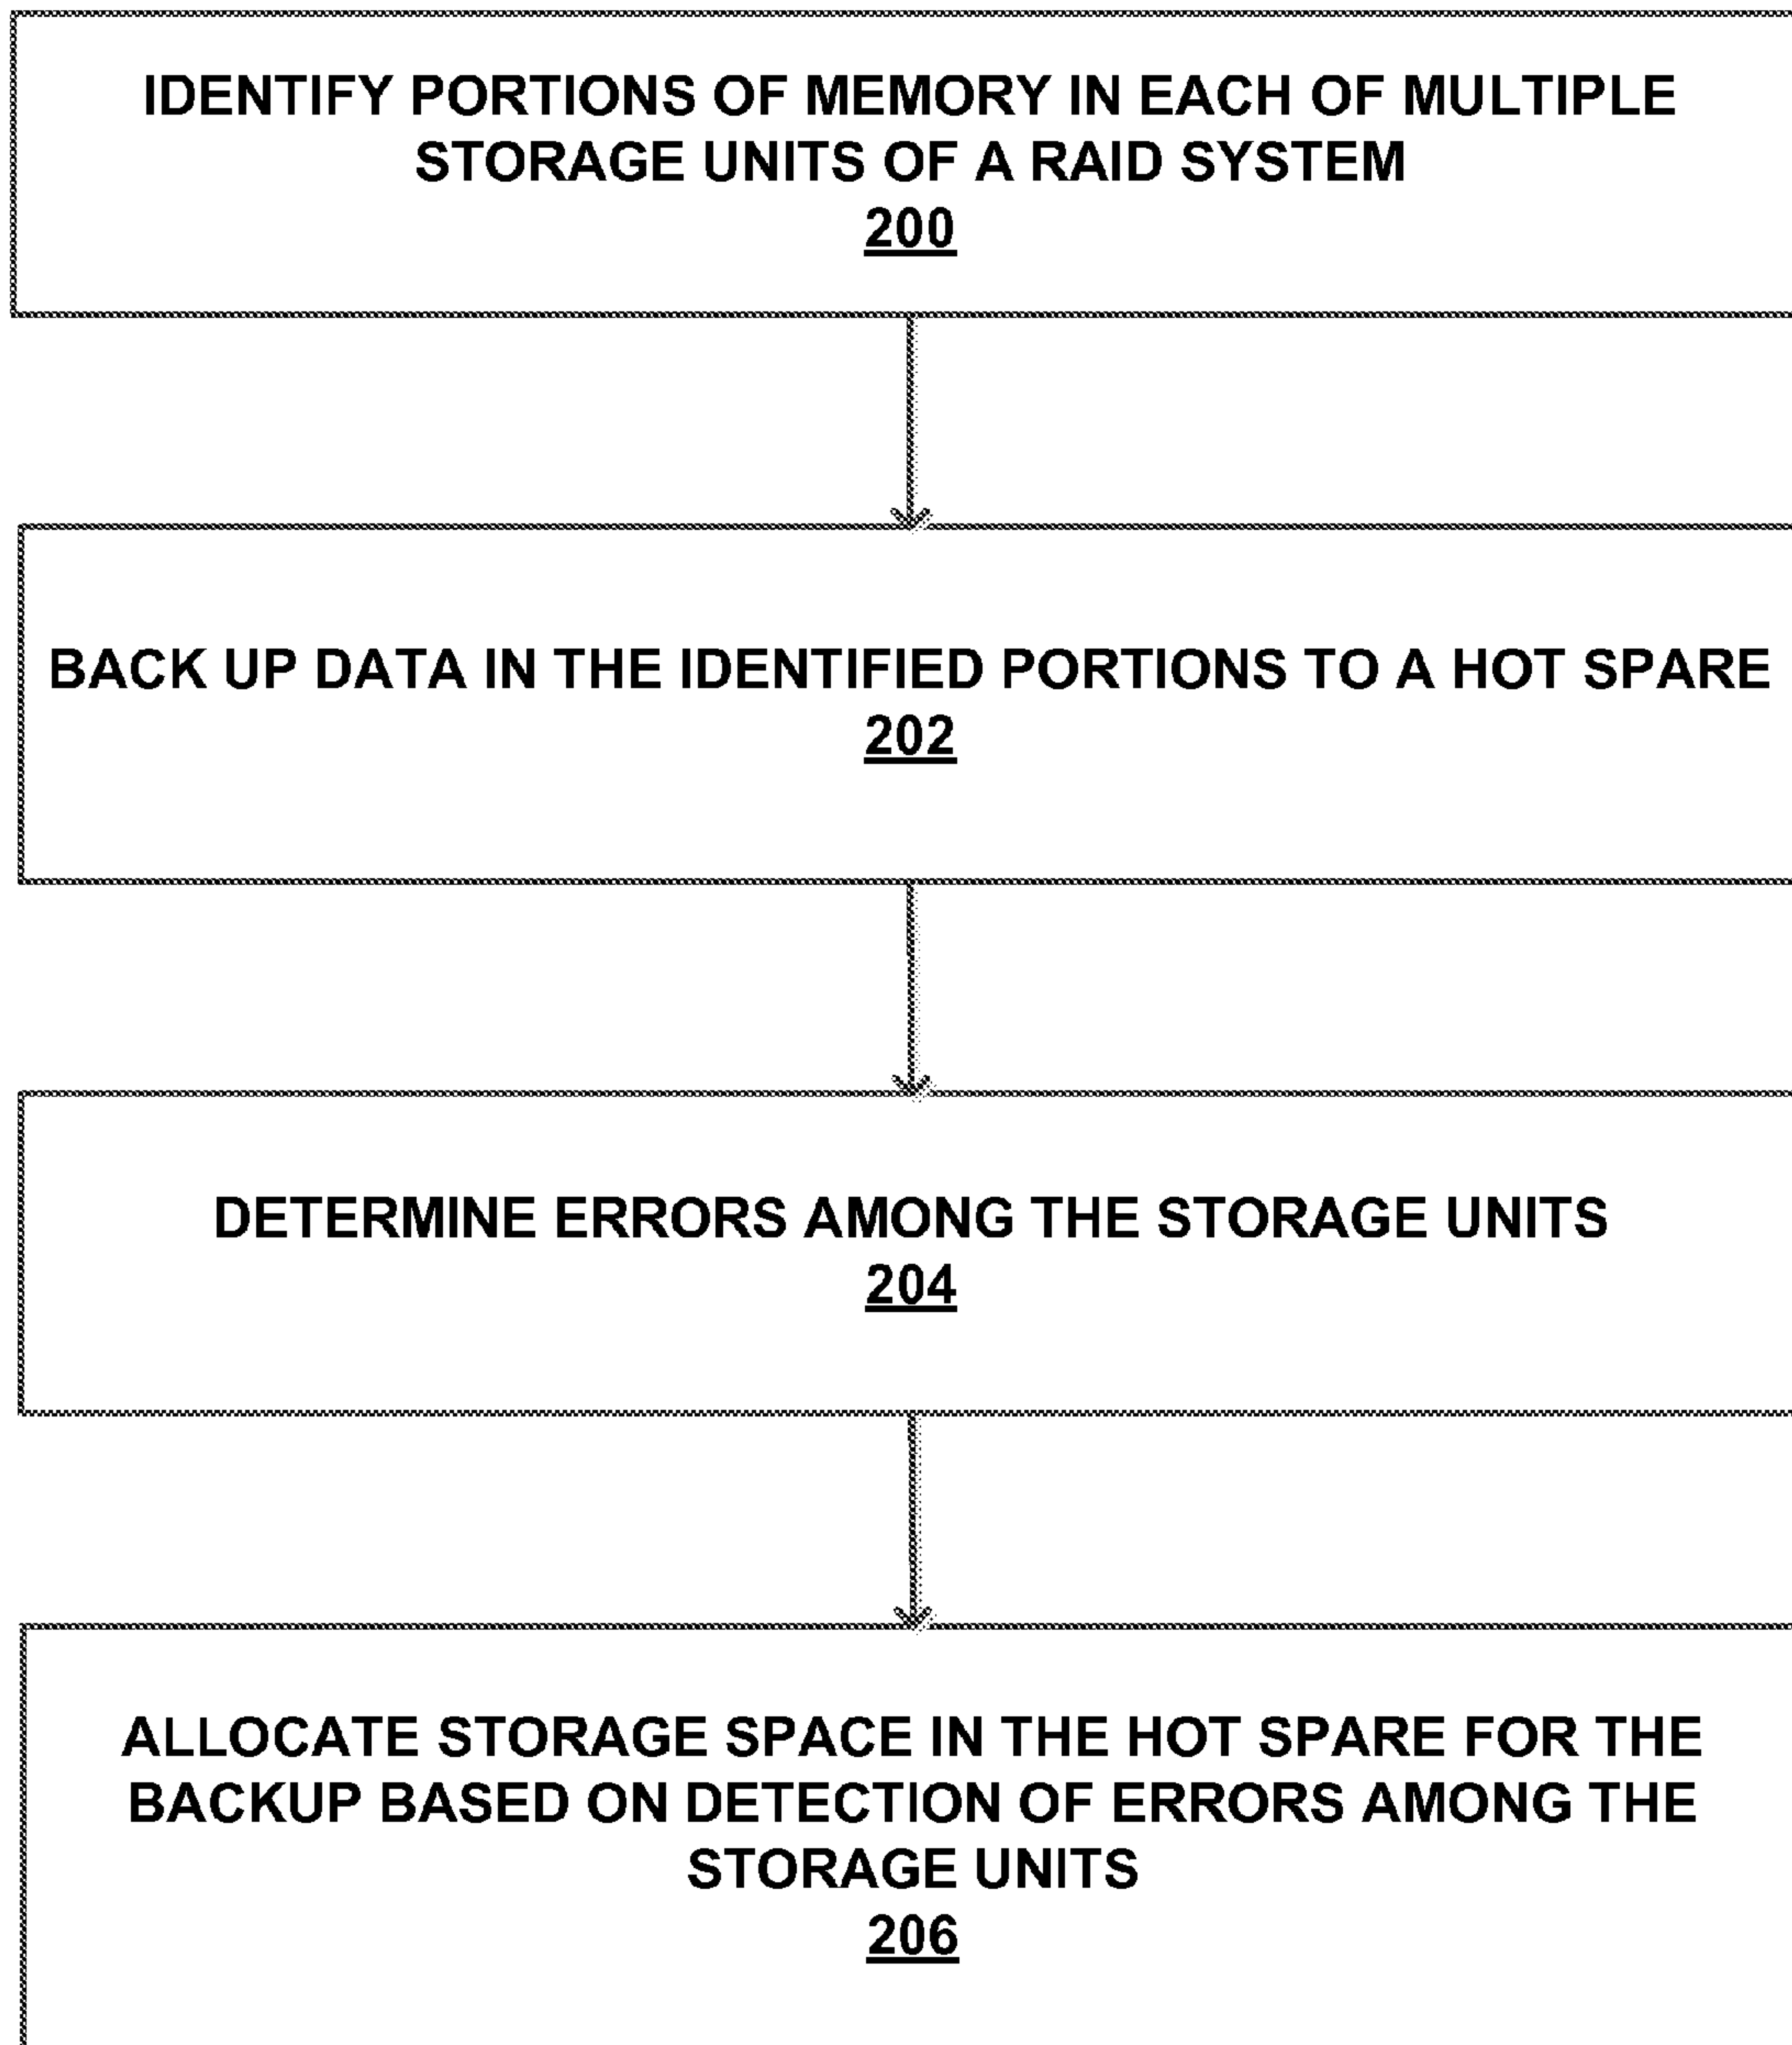 IDENTIFY PORTIONS OF MEMORY IN EACH OF MULTIPLE
STORAGE UNITS OF A RAID SYSTEM
200
BACK UP DATA IN THE IDENTIFIED PORTIONS TO A HOT SPARE
202
DETERMINE ERRORS AMONG THE STORAGE UNITS
204
ALLOCATE STORAGE SPACE IN THE HOT SPARE FOR THE
BACKUP BASED ON DETECTION OF ERRORS AMONG THE
STORAGE UNITS
206